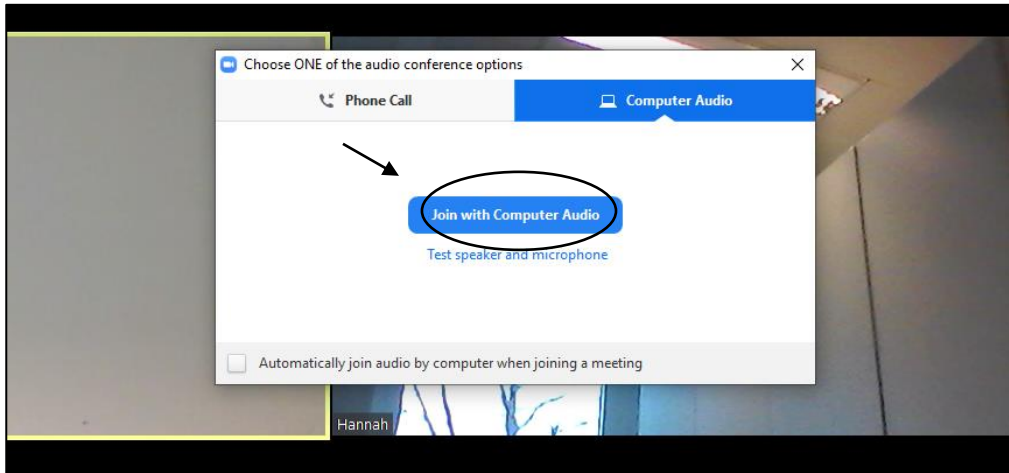 Choose ONE of the audio conference options
Phone Call
Computer Audio
Join with Computer Audio
Test speaker and microphone
Automatically join audio by computer when joining a meeting
Hannah